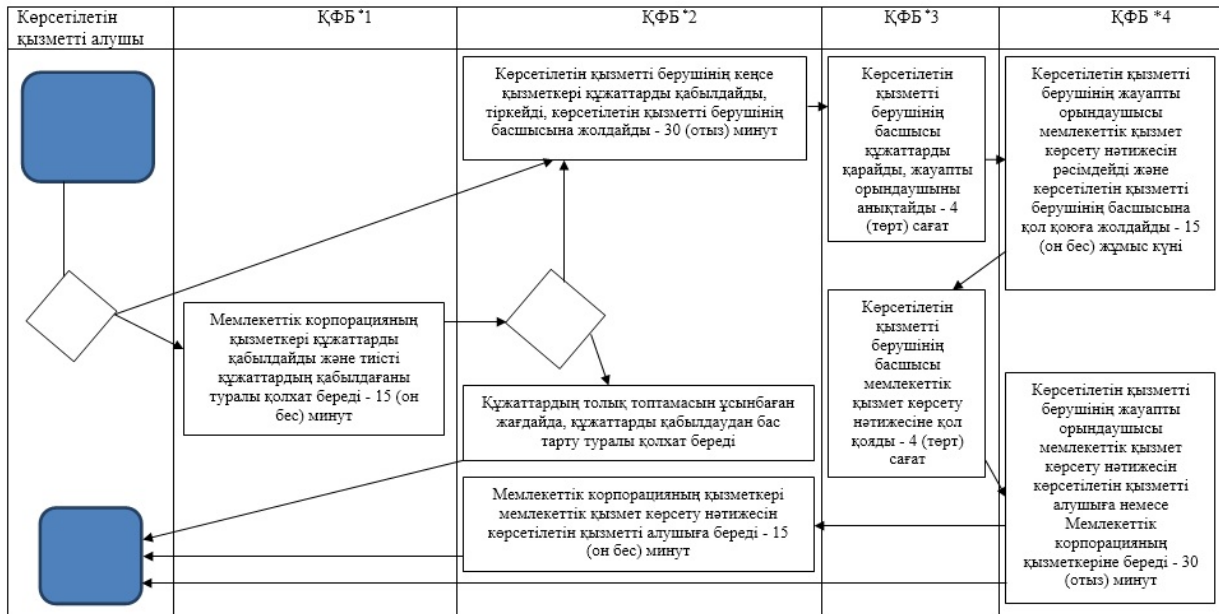 Көрсетілетін
қызметті алушы
ҚФБ *1
ҚФБ *2
ҚФБ *3
ҚФБ *4
Көрсетілетін қызметті берушінің кеңсе
қызметкері құжаттарды қабылдайды,
тіркейді, көрсетілетін қызметті берушінің
басшысына жолдайды - 30 (отыз) минут
Көрсетілетін
қызметті
берушінің
басшысы
құжаттарды
қарайды, жауапты
орындаушыны
анықтайды - 4
(төрт) сағат
Көрсетілетін қызметті
берушінің жауапты
орындаушысы
мемлекеттік қызмет
көрсету нәтижесін
рәсімдейді және
көрсетілетін қызметті
берушінің басшысына
қол қоюға жолдайды - 15
(он бес) жұмыс күні
Мемлекеттік корпорацияның
қызметкері құжаттарды
қабылдайды және тиісті
құжаттардың қабылдағаны
туралы қолхат береді - 15 (он
бес) минут
Құжаттардың толық топтамасын ұсынбаған
жағдайда, құжаттарды қабылдаудан бас
тарту туралы қолхат береді
Көрсетілетін
қызметті
берушінің
басшысы
мемлекеттік
қызмет көрсету
нәтижесіне қол
қояды - 4 (төрт)
сағат
Мемлекеттік корпорацияның қызметкері
мемлекеттік қызмет көрсету нәтижесін
көрсетілетін қызметті алушыға береді - 15
(он бес) минут
Көрсетілетін қызметті
берушінің жауапты
орындаушысы
мемлекеттік қызмет
көрсету нәтижесін
көрсетілетін қызметті
алушыға немесе
Мемлекеттік
корпорацияның
қызметкеріне береді - 30
(отыз) минут